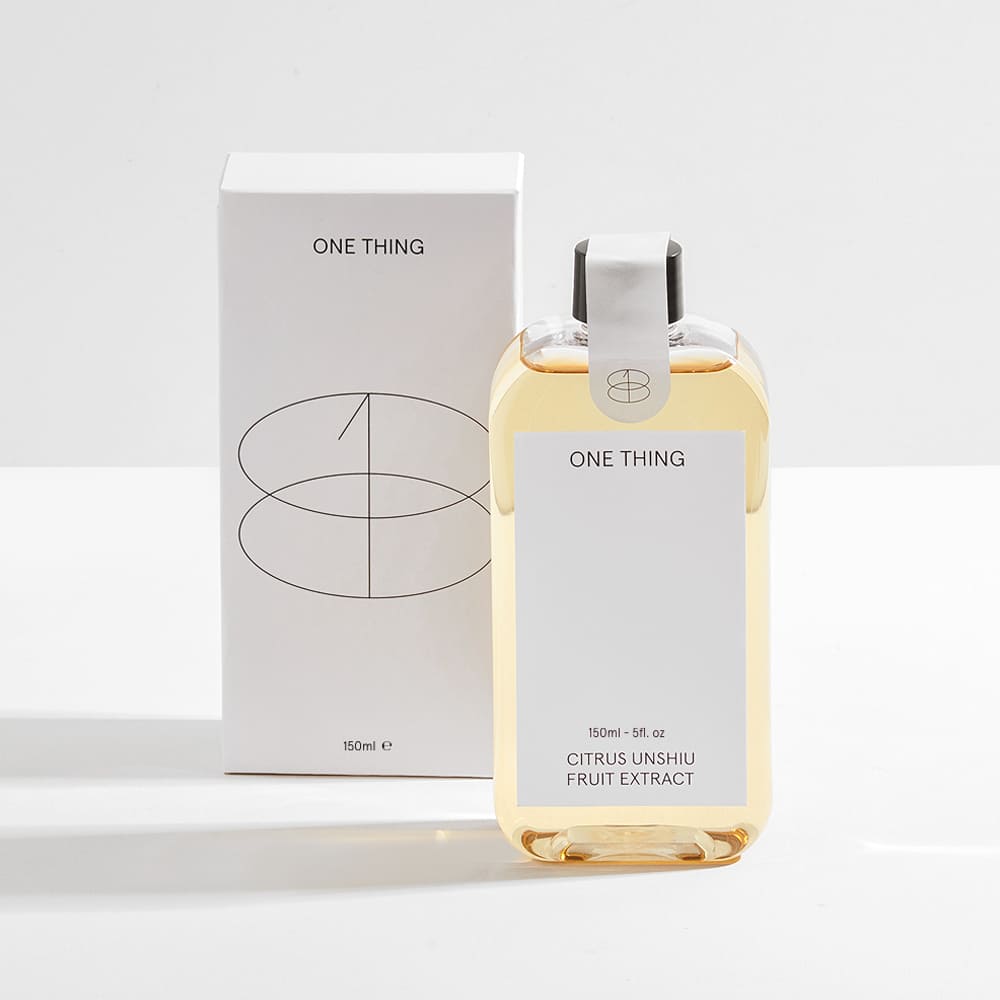 ONE THING
150ml ℮
ONE THING
150ml - 5fl. oz
CITRUS UNSHIU
FRUIT EXTRACT